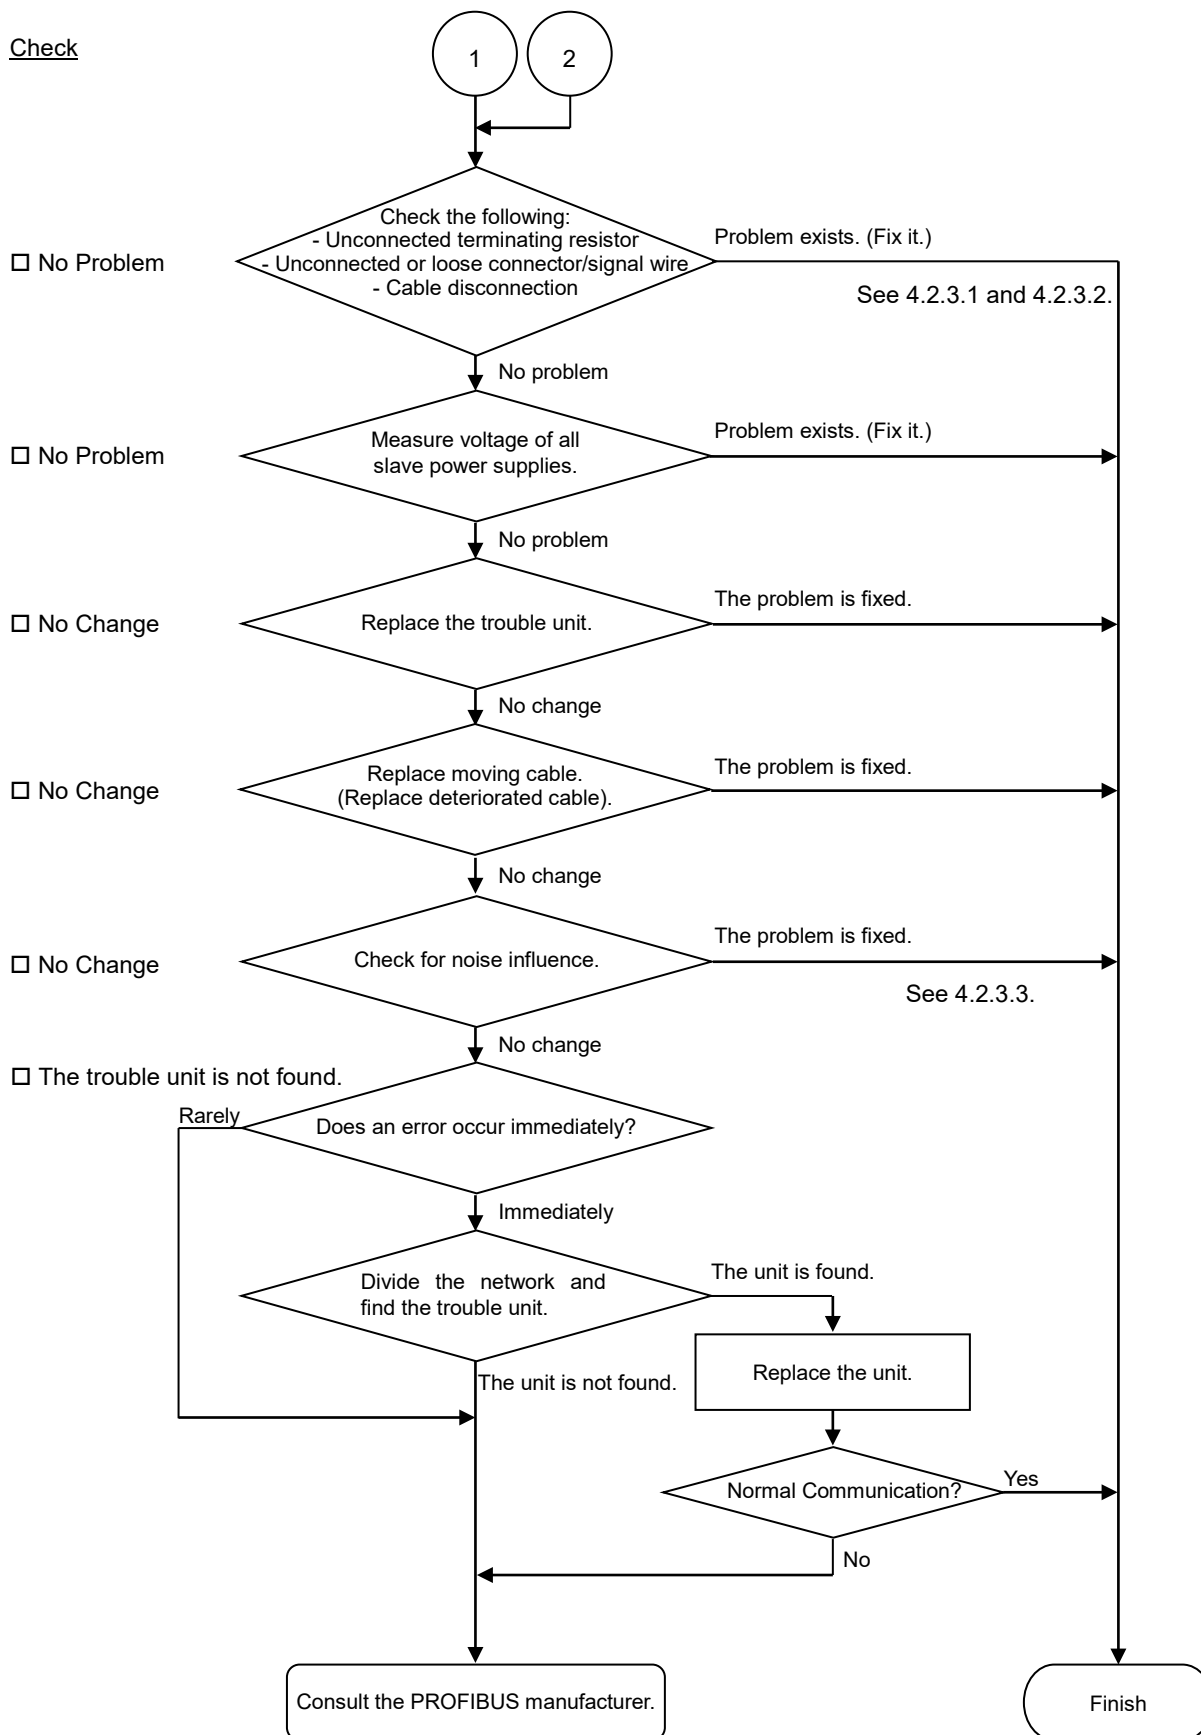 Check
1
2
Check the following:
- Unconnected terminating resistor
- Unconnected or loose connector/signal wire
- Cable disconnection
Problem exists. (Fix it.)
☐ No Problem
See 4.2.3.1 and 4.2.3.2.
No problem
Measure voltage of all
slave power supplies.
Problem exists. (Fix it.)
☐ No Problem
No problem
The problem is fixed.
☐ No Change
Replace the trouble unit.
No change
Replace moving cable.
(Replace deteriorated cable).
The problem is fixed.
☐ No Change
No change
The problem is fixed.
☐ No Change
Check for noise influence.
See 4.2.3.3.
No change
☐ The trouble unit is not found.
Rarely
Does an error occur immediately?
Immediately
Divide the network and
find the trouble unit.
The unit is found.
Replace the unit.
The unit is not found.
Normal Communication?
Yes
No
Consult the PROFIBUS manufacturer.
Finish